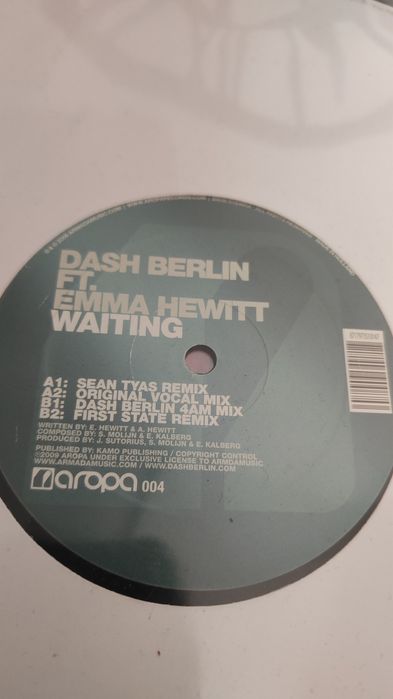 DASH BERLIN
FT.
EMMA HEWITT
WAITING
A1: SEAN TYAS REMIX
A2: ORIGINAL VOCAL MIX
B1: DASH BERLIN 4AM MIX
B2: FIRST STATE REMIX
WRITTEN BY: E. HEWITT & A. HEWITT
COMPOSED BY: S. MOLIJN & E. KALBERG
PRODUCED BY: J. SUTORIUS, S. MOLIJN & E. KALBERG
PUBLISHED BY: KAMO PUBLISHING / COPYRIGHT CONTROL
©2009 AROPA UNDER EXCLUSIVE LICENSE TO ARMDAMUSIC
WWW.ARMADAMUSIC.COM / WWW.DASHBERLIN.COM
aropa 004